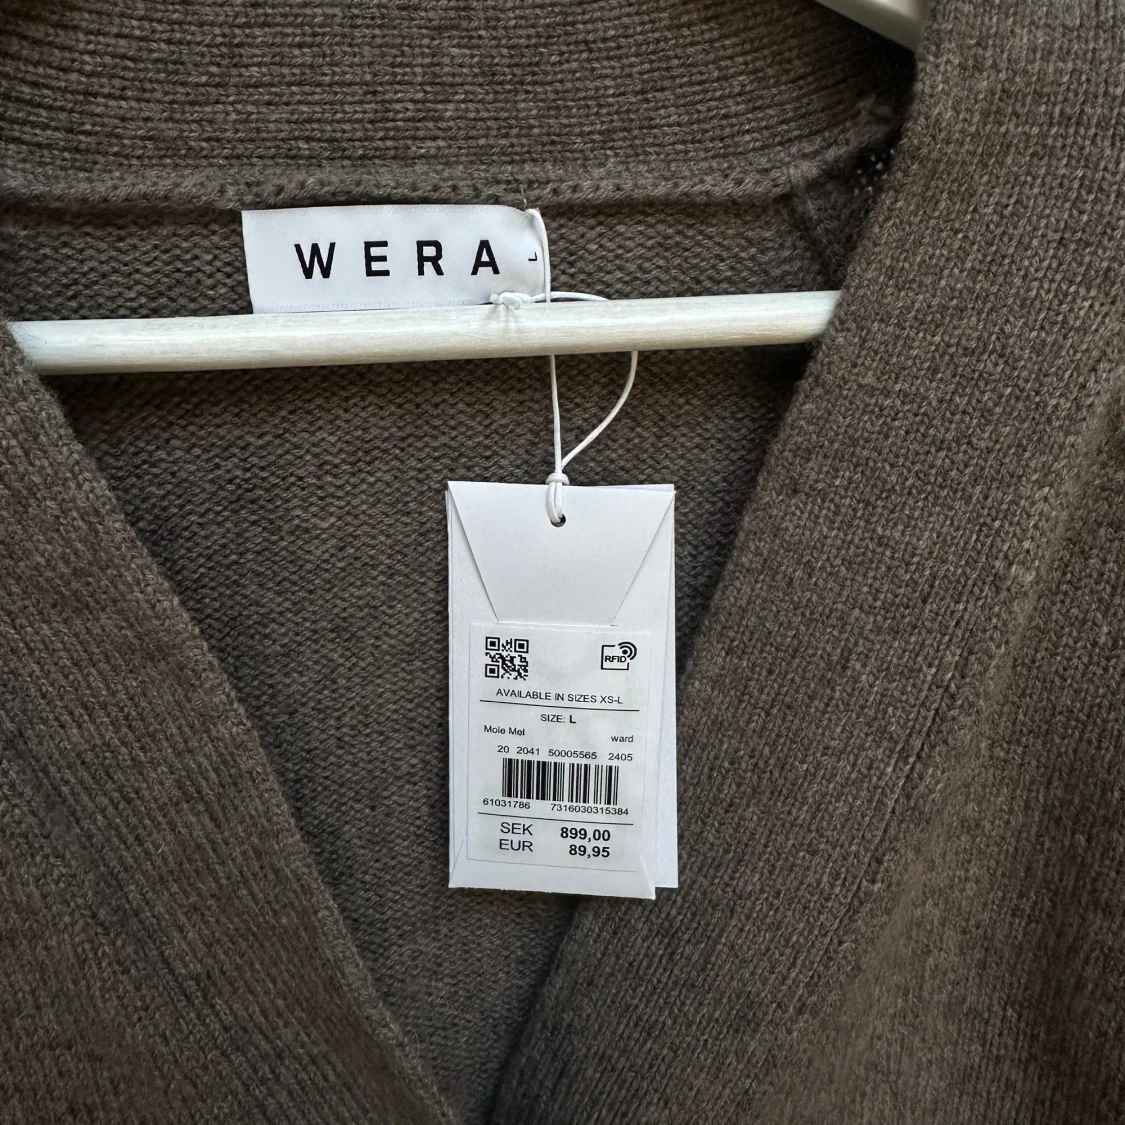 WERA L
RFID
AVAILABLE IN SIZES XS-L
SIZE: L
Mole Mel ward
20 2041 50005565 2405
61031786 7316030315384
SEK 899,00
EUR 89,95